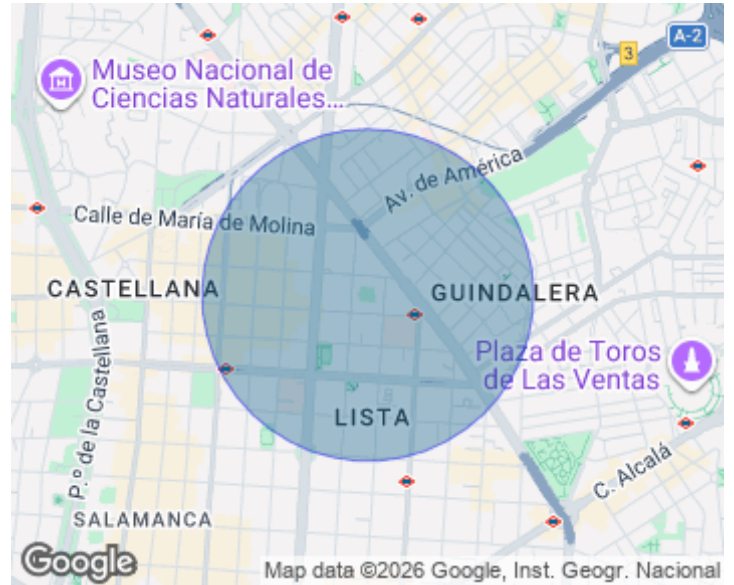 A-2
3
Museo Nacional de
Ciencias Naturales...
Av. de América
Calle de María de Molina
CASTELLANA
GUINDALERA
P.º de la Castellana
Plaza de Toros
de Las Ventas
LISTA
C. Alcalá
SALAMANCA
Google
Map data ©2026 Google, Inst. Geogr. Nacional